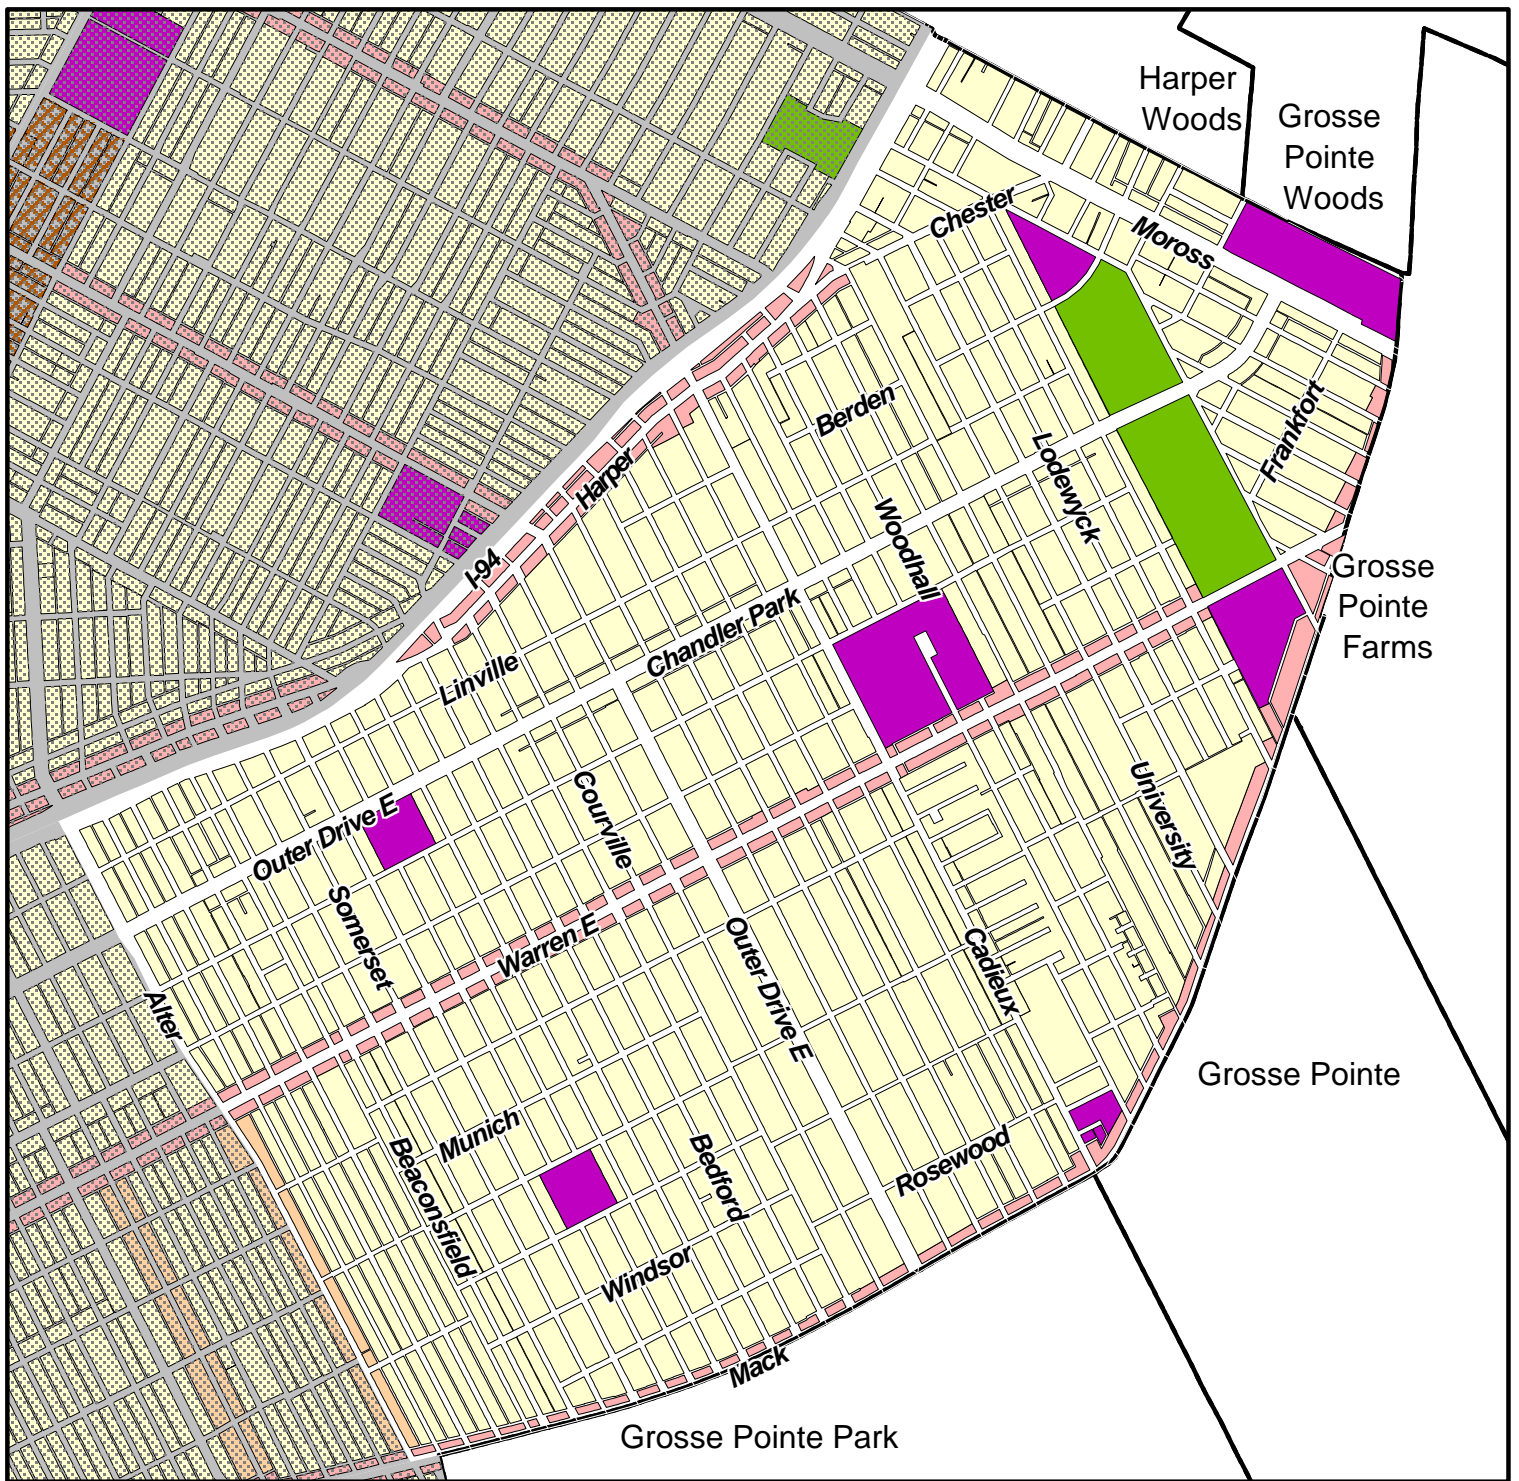 Harper
Woods
Grosse
Pointe
Woods
Chester
Moross
Berden
Frankfort
Lodewyck
Harper
Woodhall
I-94
Grosse
Pointe
Farms
Chandler Park
Linville
University
Courville
Outer Drive E
Somerset
Warren E
Outer Drive E
Cadieux
Alter
Grosse Pointe
Munich
Beaconsfield
Bedford
Rosewood
Windsor
Mack
Grosse Pointe Park